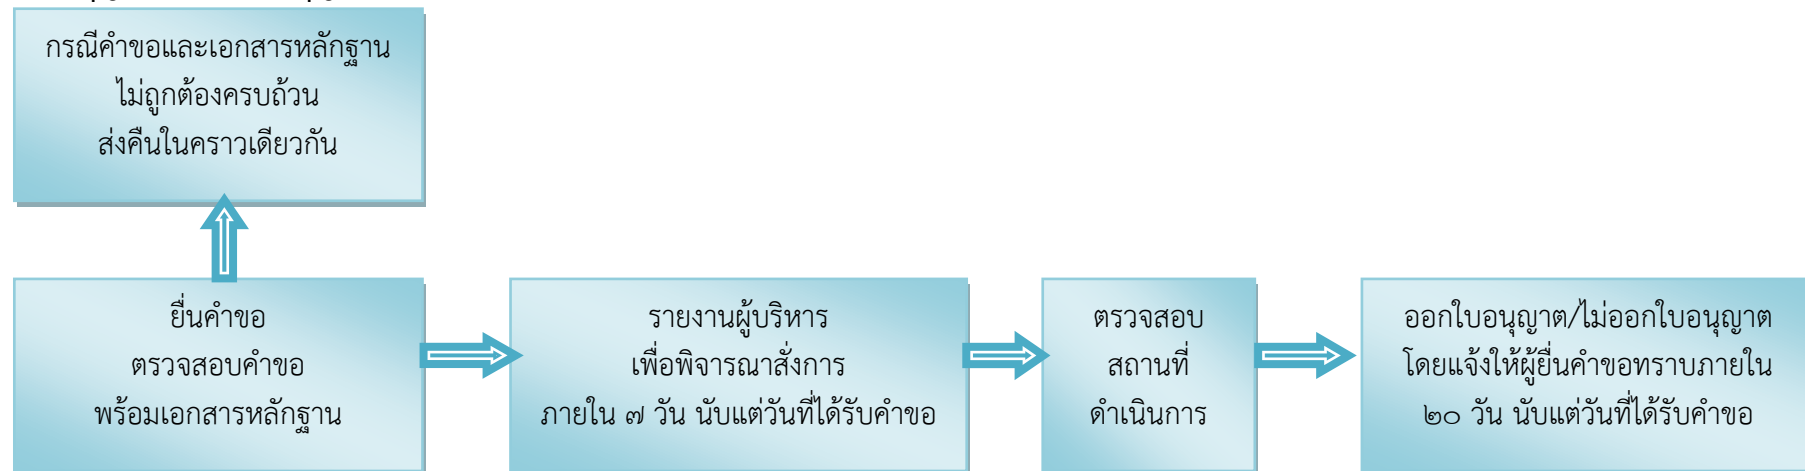 กรณีคำขอและเอกสารหลักฐาน
ไม่ถูกต้องครบถ้วน
ส่งคืนในคราวเดียวกัน
ยื่นคำขอ
ตรวจสอบคำขอ
พร้อมเอกสารหลักฐาน
รายงานผู้บริหาร
เพื่อพิจารณาสั่งการ
ภายใน ๗ วัน นับแต่วันที่ได้รับคำขอ
ตรวจสอบ
สถานที่
ดำเนินการ
ออกใบอนุญาต/ไม่ออกใบอนุญาต
โดยแจ้งให้ผู้ยื่นคำขอทราบภายใน
๒๐ วัน นับแต่วันที่ได้รับคำขอ